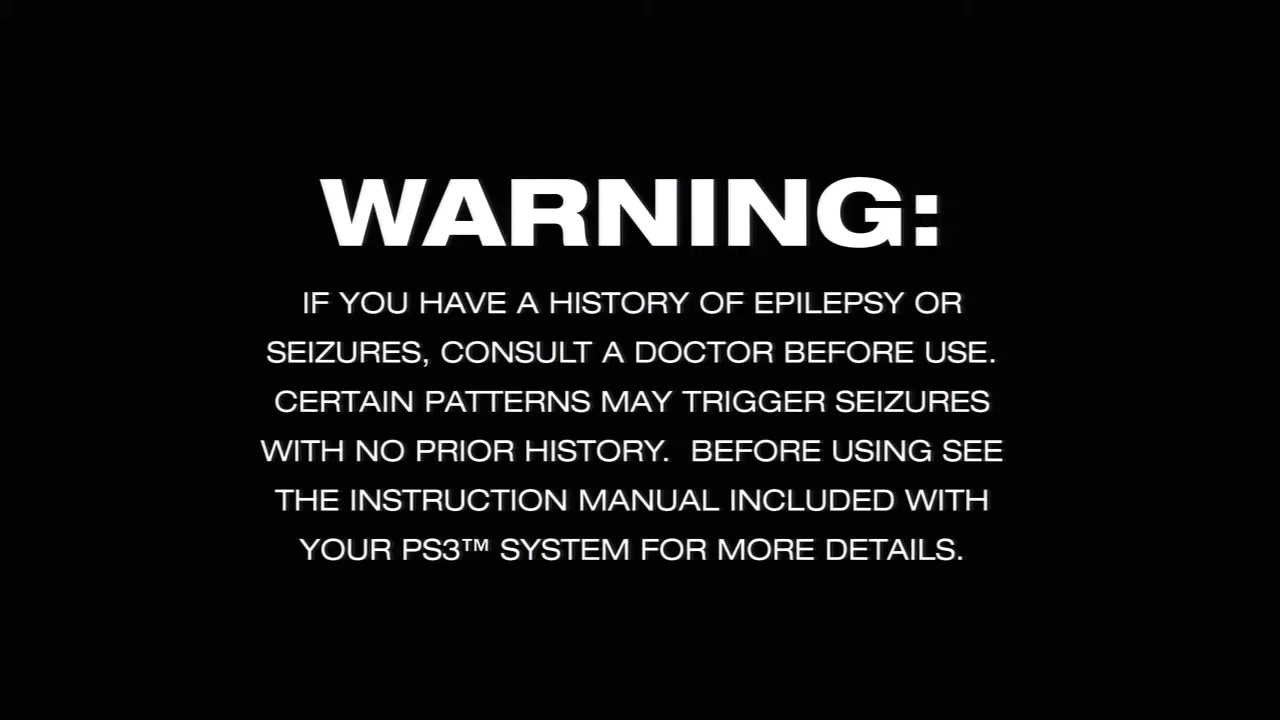 WARNING:
IF YOU HAVE A HISTORY OF EPILEPSY OR
SEIZURES, CONSULT A DOCTOR BEFORE USE.
CERTAIN PATTERNS MAY TRIGGER SEIZURES
WITH NO PRIOR HISTORY.  BEFORE USING SEE
THE INSTRUCTION MANUAL INCLUDED WITH
YOUR PS3™ SYSTEM FOR MORE DETAILS.